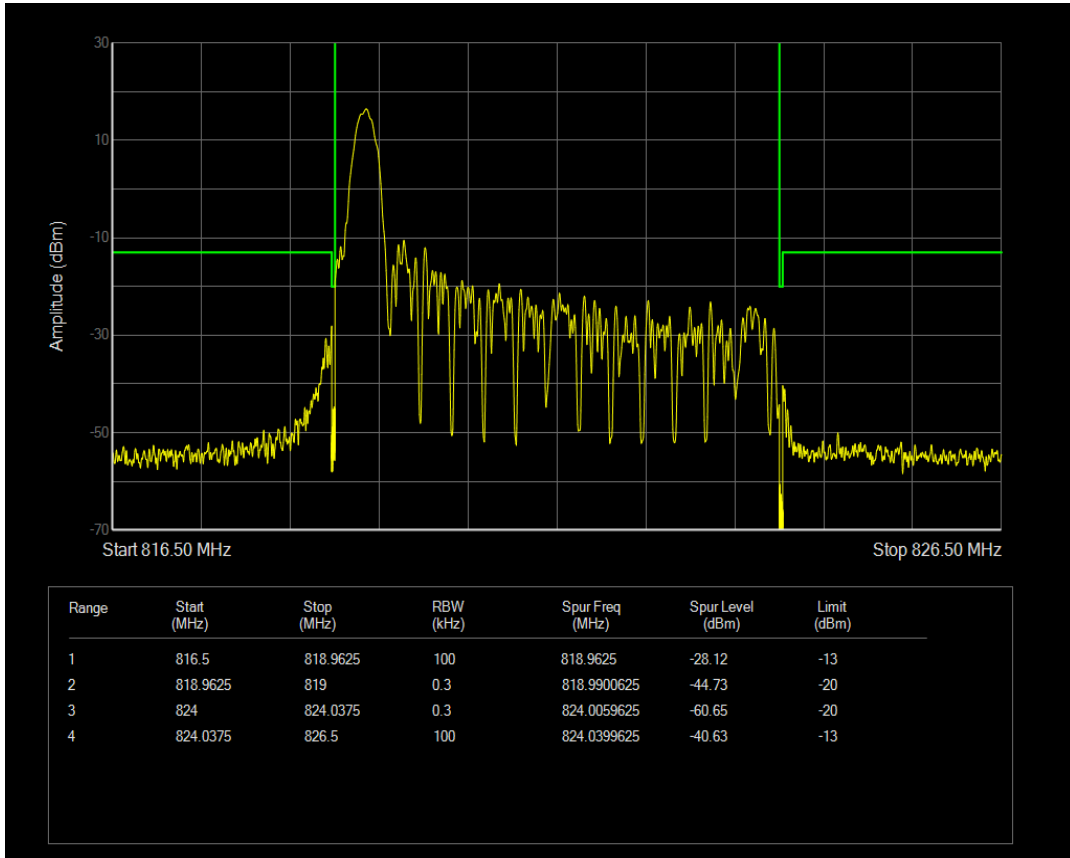 30
10
-10
-30
-50
-70
Amplitude (dBm)
Start 816.50 MHz
Stop 826.50 MHz
Range Start (MHz) Stop (MHz) RBW (kHz) Spur Freq (MHz) Spur Level (dBm) Limit (dBm)
1 816.5 818.9625 100 818.9625 -28.12 -13
2 818.9625 819 0.3 818.9900625 -44.73 -20
3 824 824.0375 0.3 824.0059625 -60.65 -20
4 824.0375 826.5 100 824.0399625 -40.63 -13